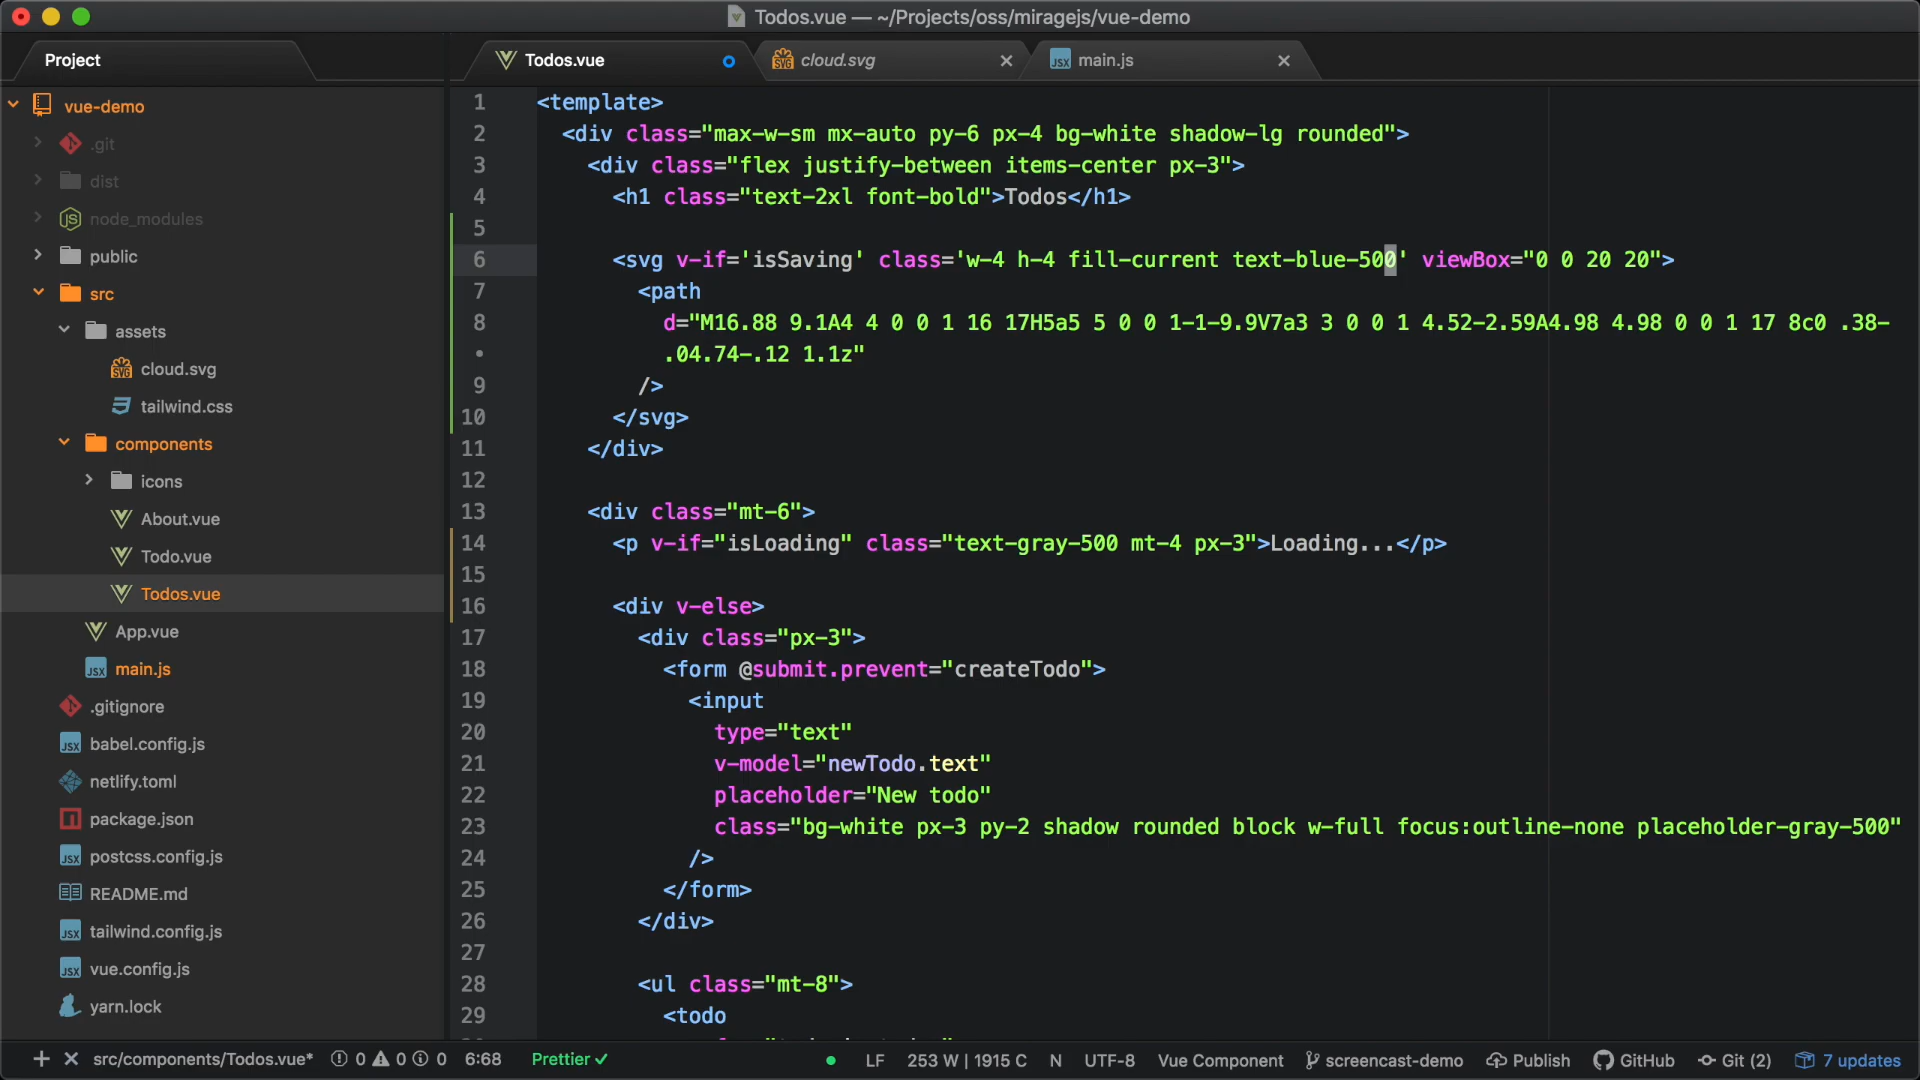 Todos.vue — ~/Projects/oss/miragejs/vue-demo
Project
Todos.vue
cloud.svg
main.js
vue-demo
.git
dist
node_modules
public
src
assets
cloud.svg
tailwind.css
components
icons
About.vue
Todo.vue
Todos.vue
App.vue
main.js
.gitignore
babel.config.js
netlify.toml
package.json
postcss.config.js
README.md
tailwind.config.js
vue.config.js
yarn.lock
1 <template>
2 <div class="max-w-sm mx-auto py-6 px-4 bg-white shadow-lg rounded">
3 <div class="flex justify-between items-center px-3">
4 <h1 class="text-2xl font-bold">Todos</h1>
5
6 <svg v-if='isSaving' class='w-4 h-4 fill-current text-blue-500' viewBox="0 0 20 20">
7 <path
8 d="M16.88 9.1A4 4 0 0 1 16 17H5a5 5 0 0 1-1-9.9V7a3 3 0 0 1 4.52-2.59A4.98 4.98 0 0 1 17 8c0 .38-
• .04.74-.12 1.1z"
9 />
10 </svg>
11 </div>
12
13 <div class="mt-6">
14 <p v-if="isLoading" class="text-gray-500 mt-4 px-3">Loading...</p>
15
16 <div v-else>
17 <div class="px-3">
18 <form @submit.prevent="createTodo">
19 <input
20 type="text"
21 v-model="newTodo.text"
22 placeholder="New todo"
23 class="bg-white px-3 py-2 shadow rounded block w-full focus:outline-none placeholder-gray-500"
24 />
25 </form>
26 </div>
27
28 <ul class="mt-8">
29 <todo
src/components/Todos.vue* 0 0 0 6:68 Prettier ✓ LF 253 W | 1915 C N UTF-8 Vue Component screencast-demo Publish GitHub Git (2) 7 updates